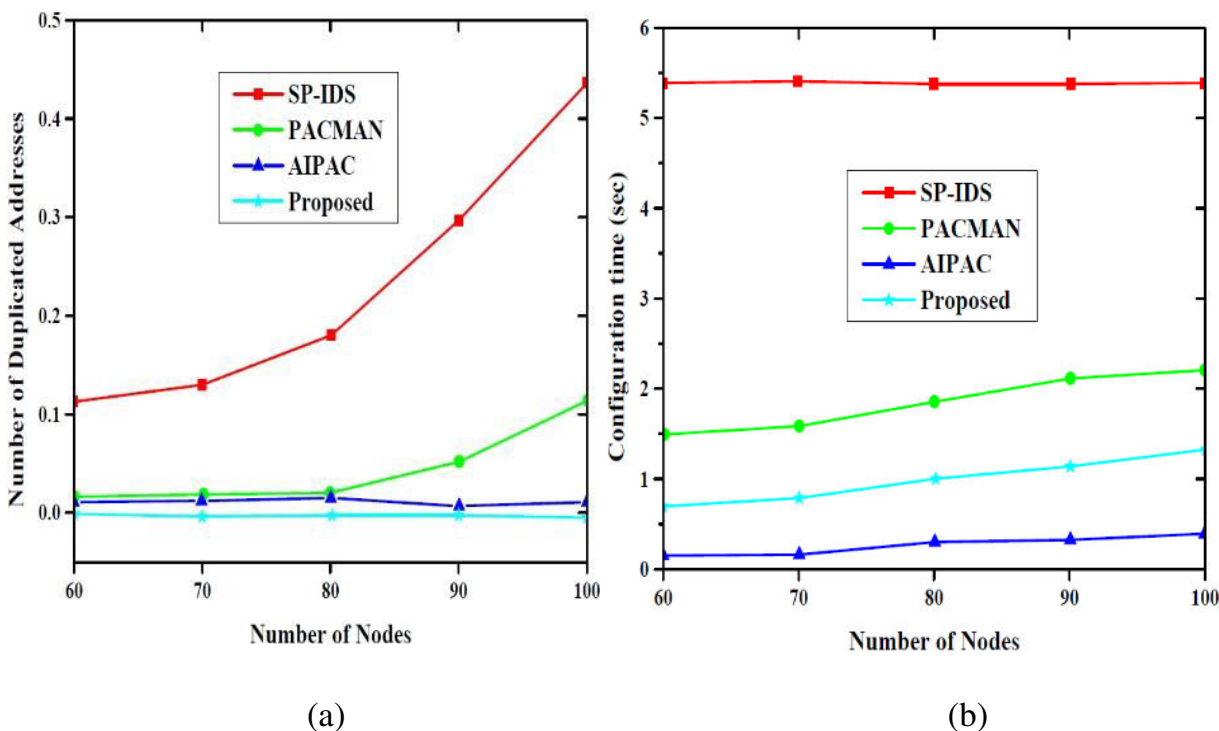 0.5
0.4
0.3
0.2
0.1
0.0
Number of Duplicated Addresses
SP-IDS
PACMAN
AIPAC
Proposed
60 70 80 90 100
Number of Nodes
(a)
6
5
4
3
2
1
0
Configuration time (sec)
SP-IDS
PACMAN
AIPAC
Proposed
60 70 80 90 100
Number of Nodes
(b)